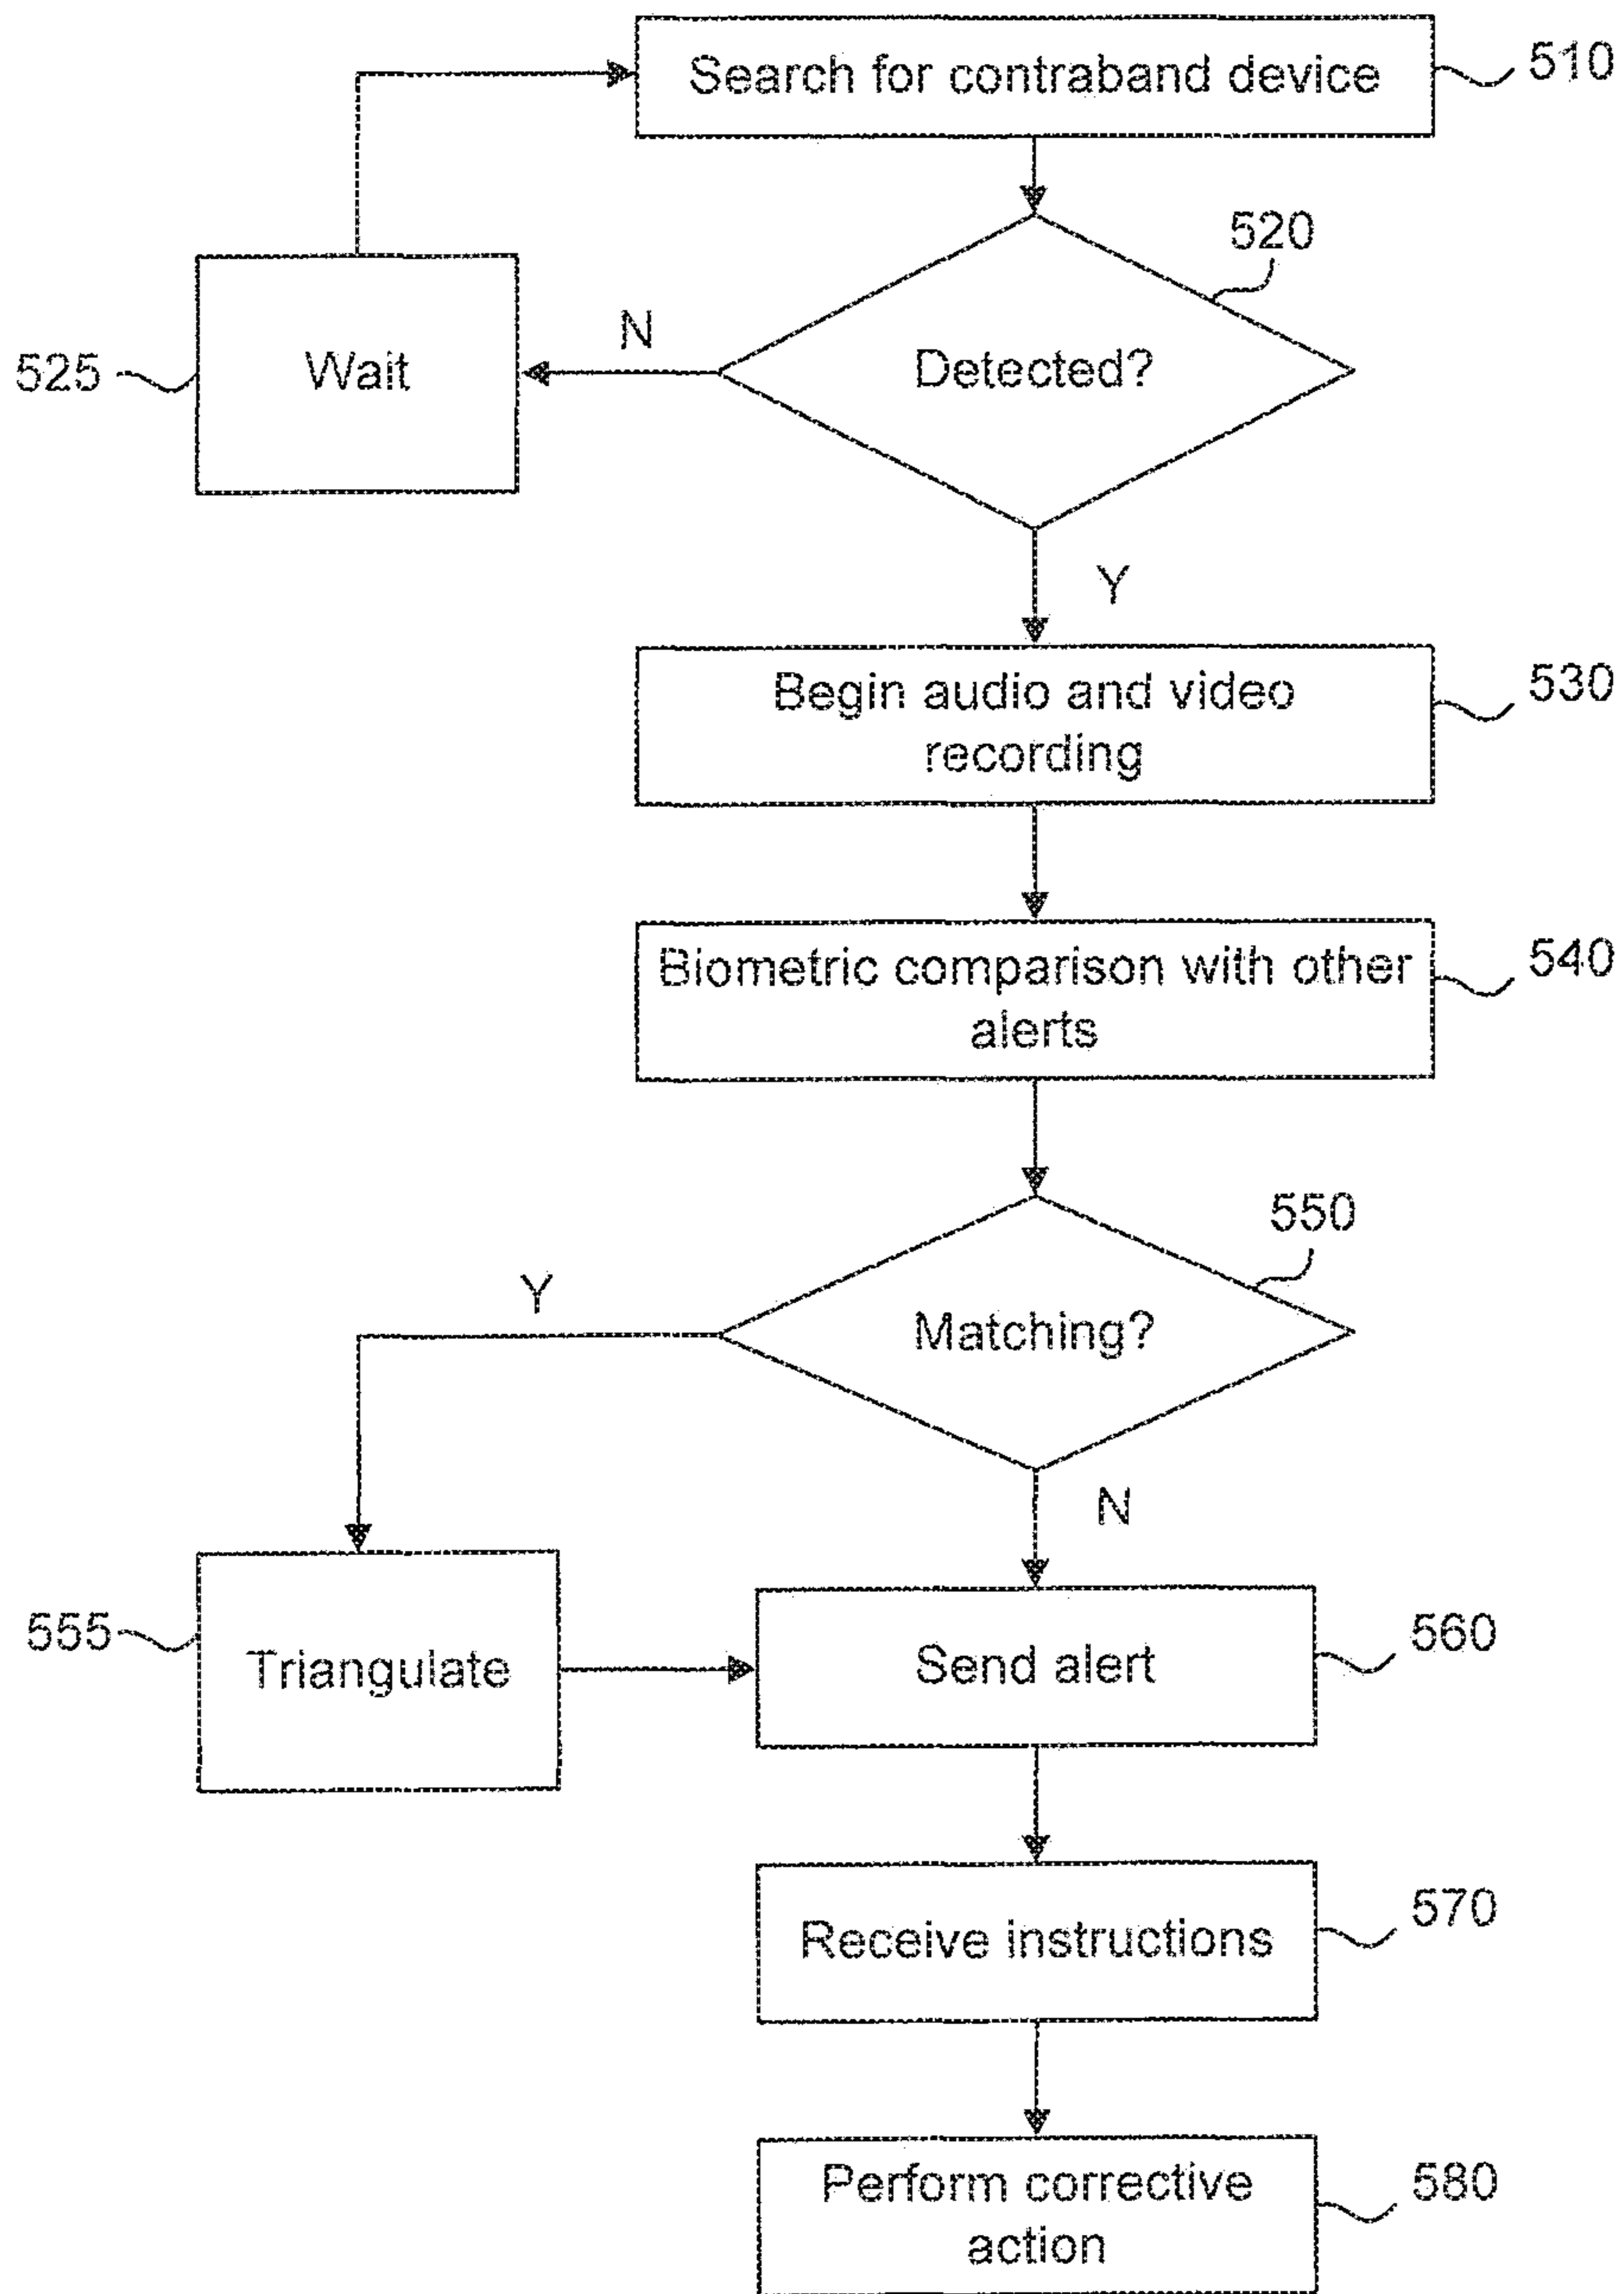 Search for contraband device
510
520
Detected?
N
Wait
525
Y
Begin audio and video
recording
530
Biometric comparison with other
alerts
540
550
Matching?
Y
N
555
Triangulate
Send alert
560
Receive instructions
570
Perform corrective
action
580